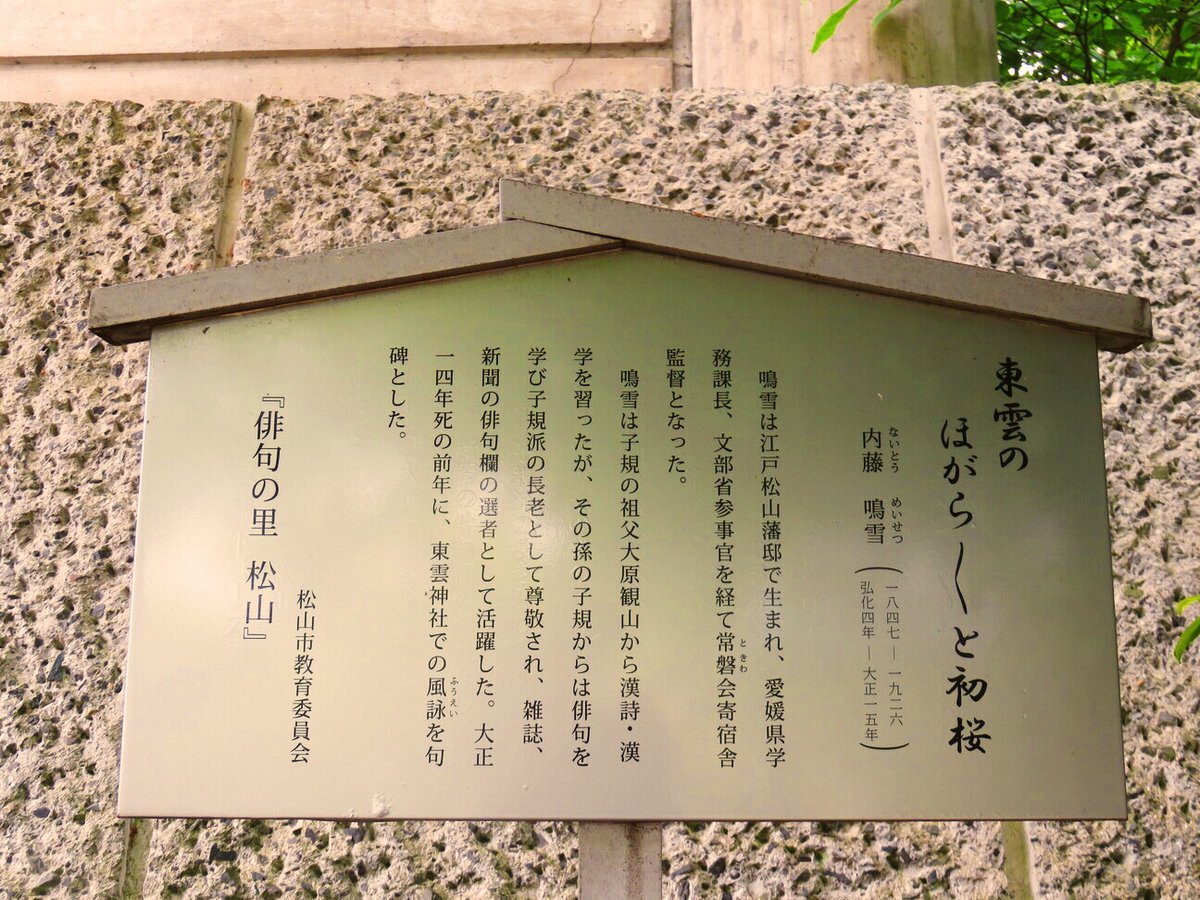 東雲の
ほがら〳〵と初桜
内藤 鳴雪
ないとう めいせつ
(一八四七―一九二六
弘化四年―大正一五年)
鳴雪は江戸松山藩邸で生まれ、愛媛県学
務課長、文部省参事官を経て常磐会寄宿舎
ときわ
監督となった。
鳴雪は子規の祖父大原観山から漢詩・漢
学を習ったが、その孫の子規からは俳句を
学び子規派の長老として尊敬され、雑誌、
新聞の俳句欄の選者として活躍した。大正
一四年死の前年に、東雲神社での風詠を句
ふうえい
碑とした。
松山市教育委員会
『俳句の里 松山』